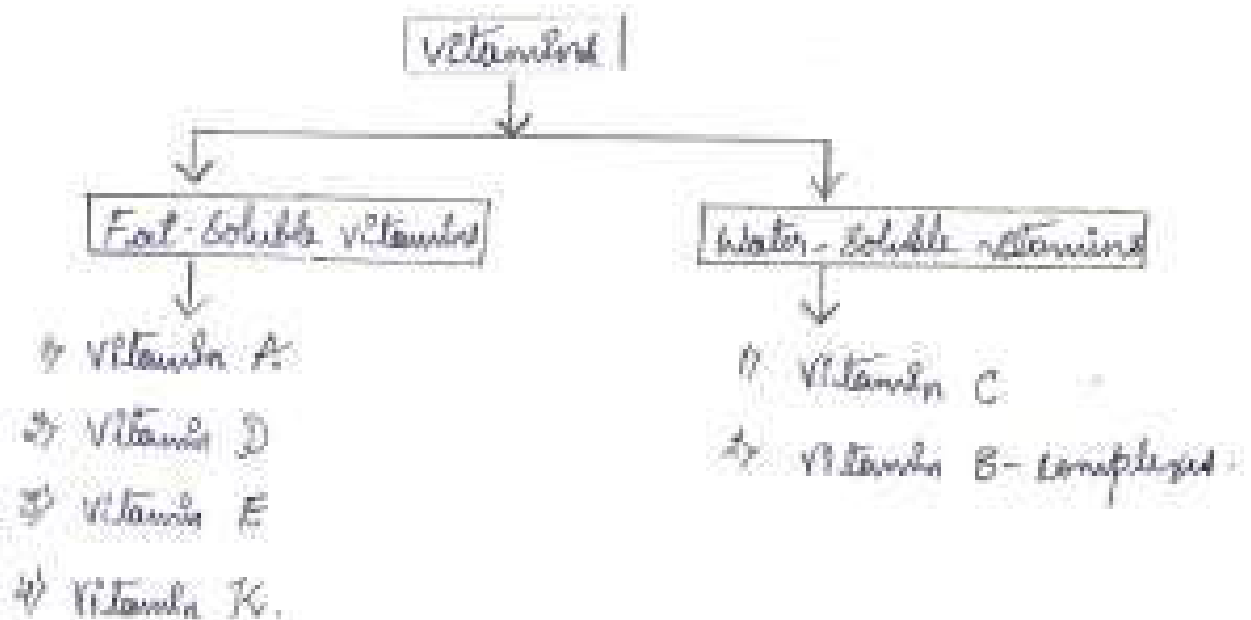 Vitamins
Fat-Soluble Vitamins
Water-Soluble vitamins
1) Vitamin A
2) Vitamin D
3) Vitamin E
4) Vitamin K.
1) Vitamin C
2) Vitamin B-complexes.